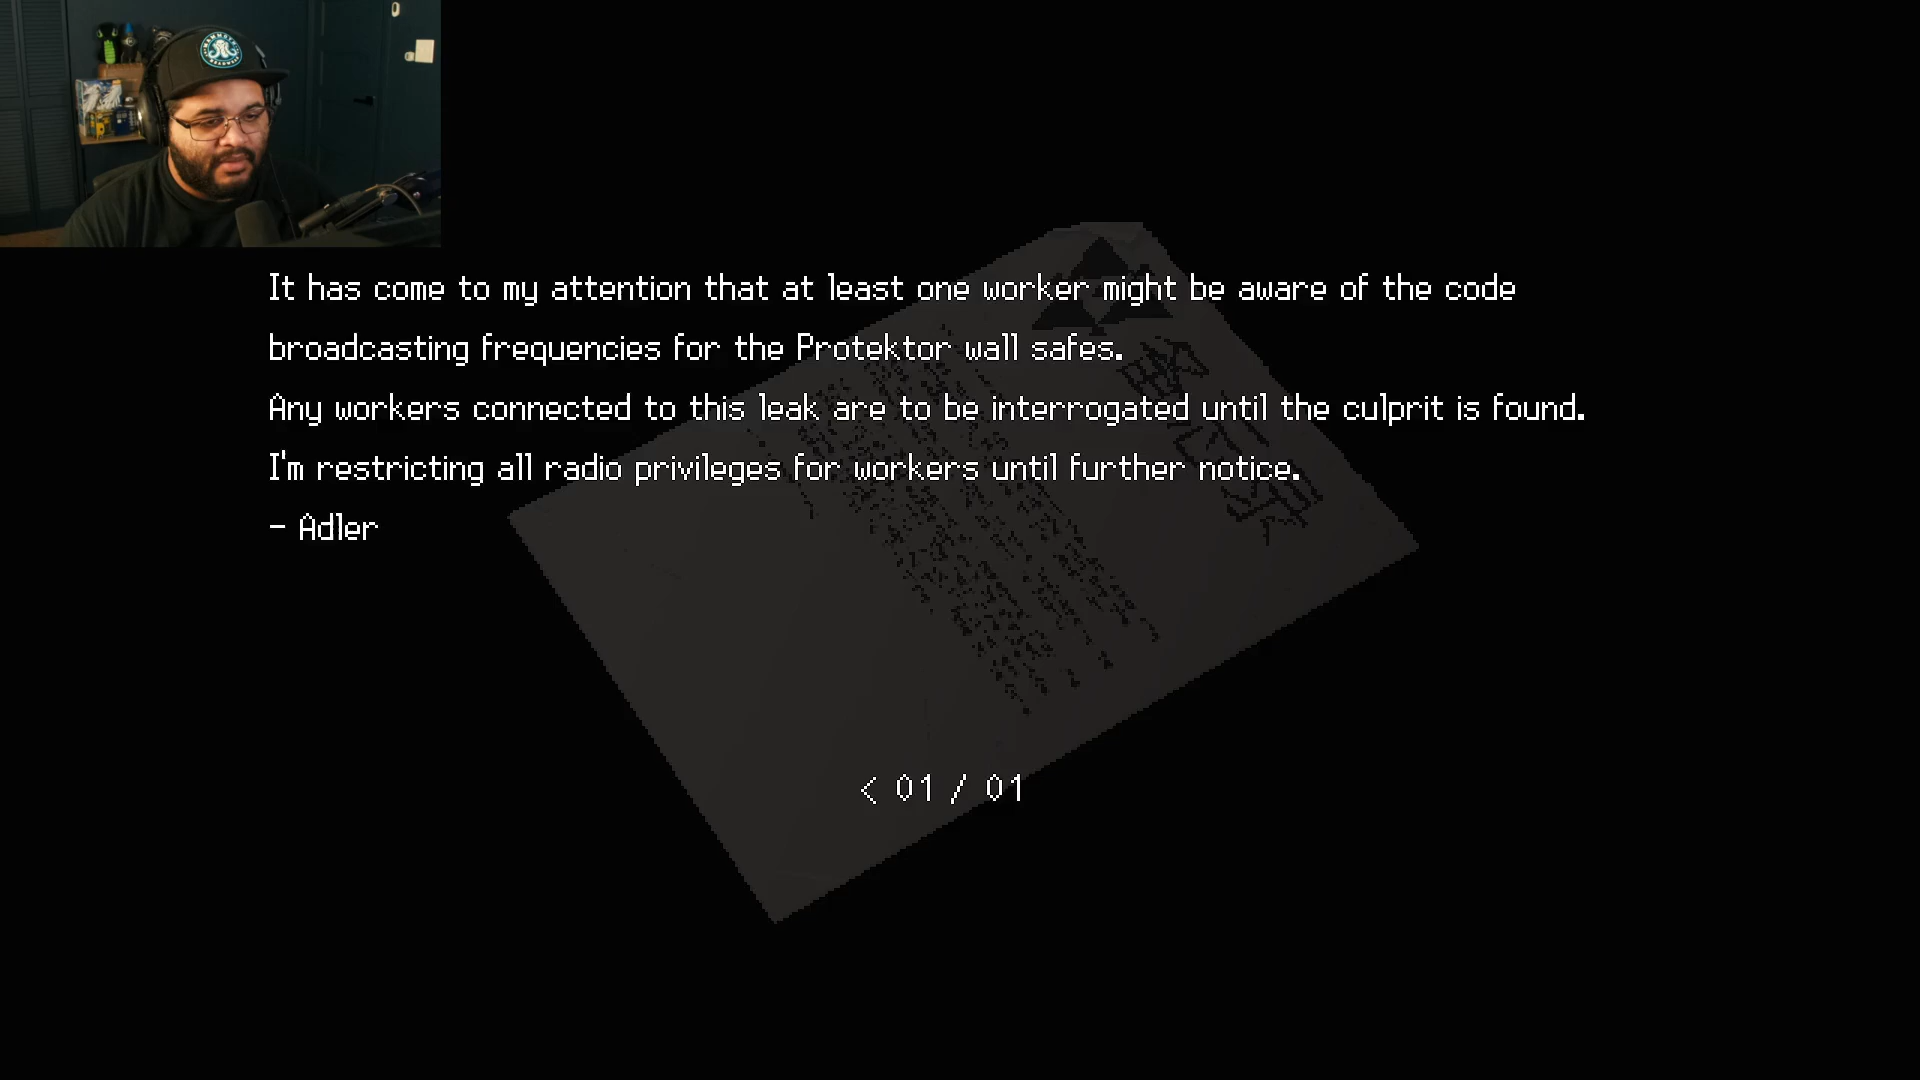 It has come to my attention that at least one worker might be aware of the code
broadcasting frequencies for the Protektor wall safes.
Any workers connected to this leak are to be interrogated until the culprit is found.
I'm restricting all radio privileges for workers until further notice.
- Adler
< 01 / 01